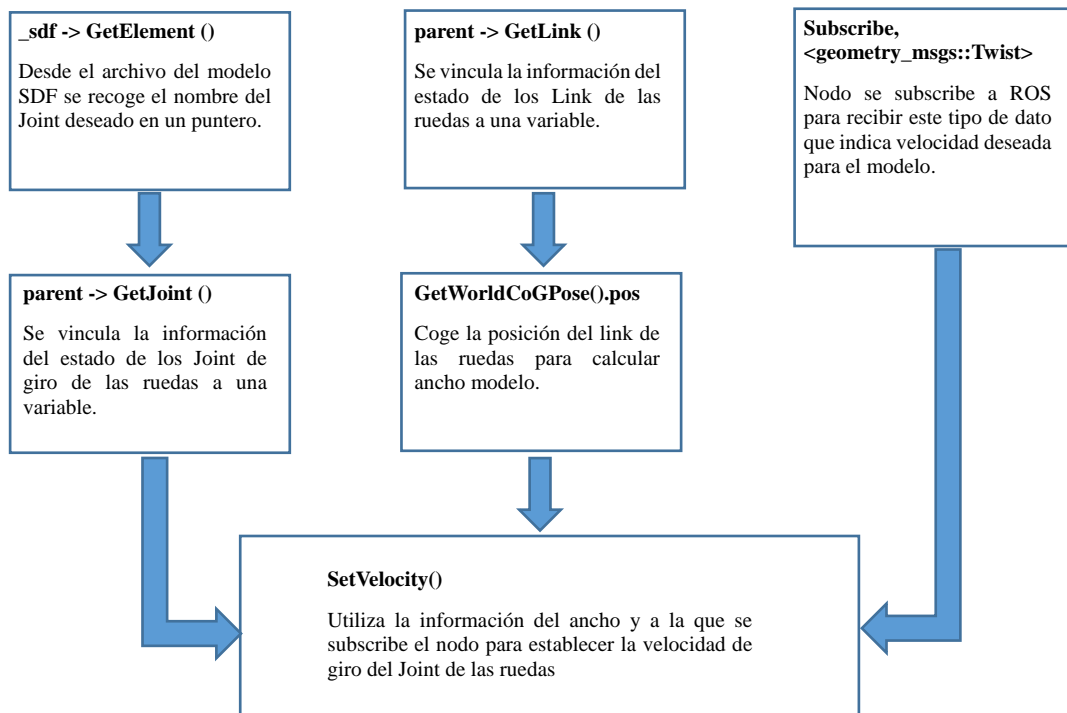 _sdf -> GetElement ()
Desde el archivo del modelo
SDF se recoge el nombre del
Joint deseado en un puntero.
parent -> GetLink ()
Se vincula la información del
estado de los Link de las
ruedas a una variable.
Subscribe,
<geometry_msgs::Twist>
Nodo se subscribe a ROS
para recibir este tipo de dato
que indica velocidad deseada
para el modelo.
parent -> GetJoint ()
Se vincula la información
del estado de los Joint de
giro de las ruedas a una
variable.
GetWorldCoGPose().pos
Coge la posición del link de
las ruedas para calcular
ancho modelo.
SetVelocity()
Utiliza la información del ancho y a la que se
subscribe el nodo para establecer la velocidad de
giro del Joint de las ruedas